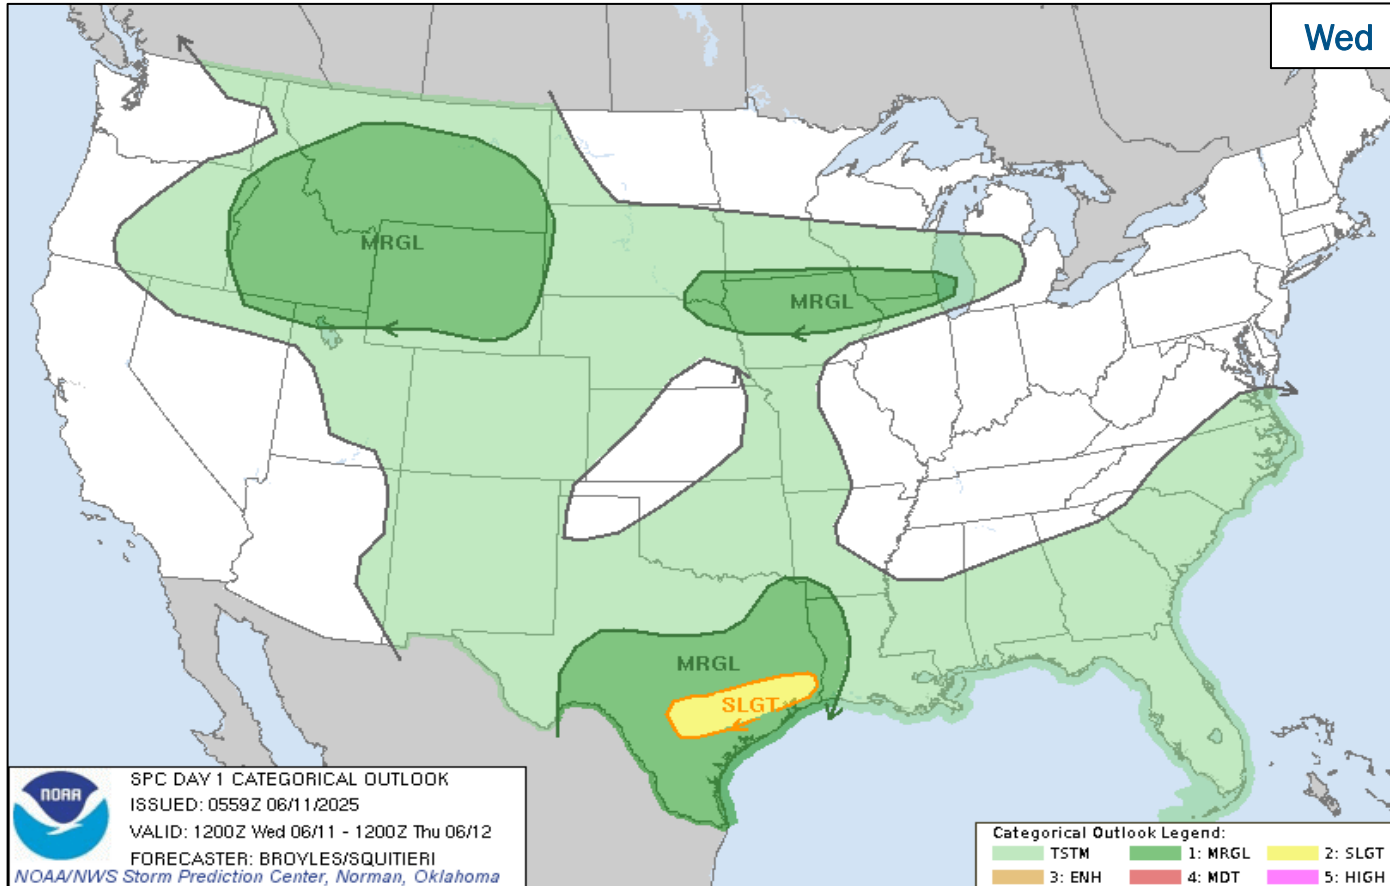 Wed
MRGL
MRGL
MRGL
SLGT
NOAA
SPC DAY 1 CATEGORICAL OUTLOOK
ISSUED: 0559Z 06/11/2025
VALID: 1200Z Wed 06/11 - 1200Z Thu 06/12
FORECASTER: BROYLES/SQUITIERI
NOAA/NWS Storm Prediction Center, Norman, Oklahoma
Categorical Outlook Legend:
TSTM 1: MRGL 2: SLGT
3: ENH 4: MDT 5: HIGH